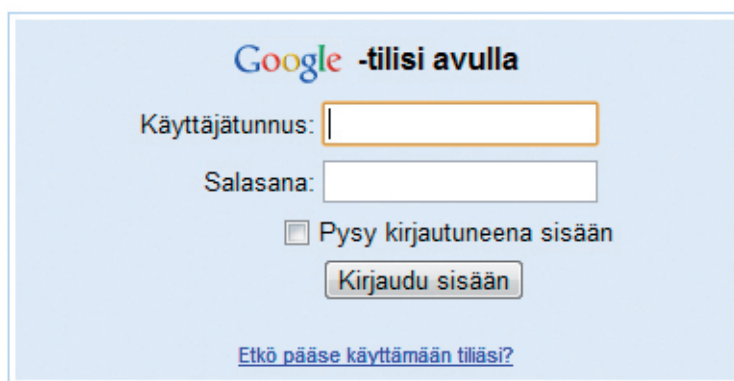 Google -tilisi avulla
Käyttäjätunnus:
Salasana:
Pysy kirjautuneena sisään
Kirjaudu sisään
Etkö pääse käyttämään tiliäsi?